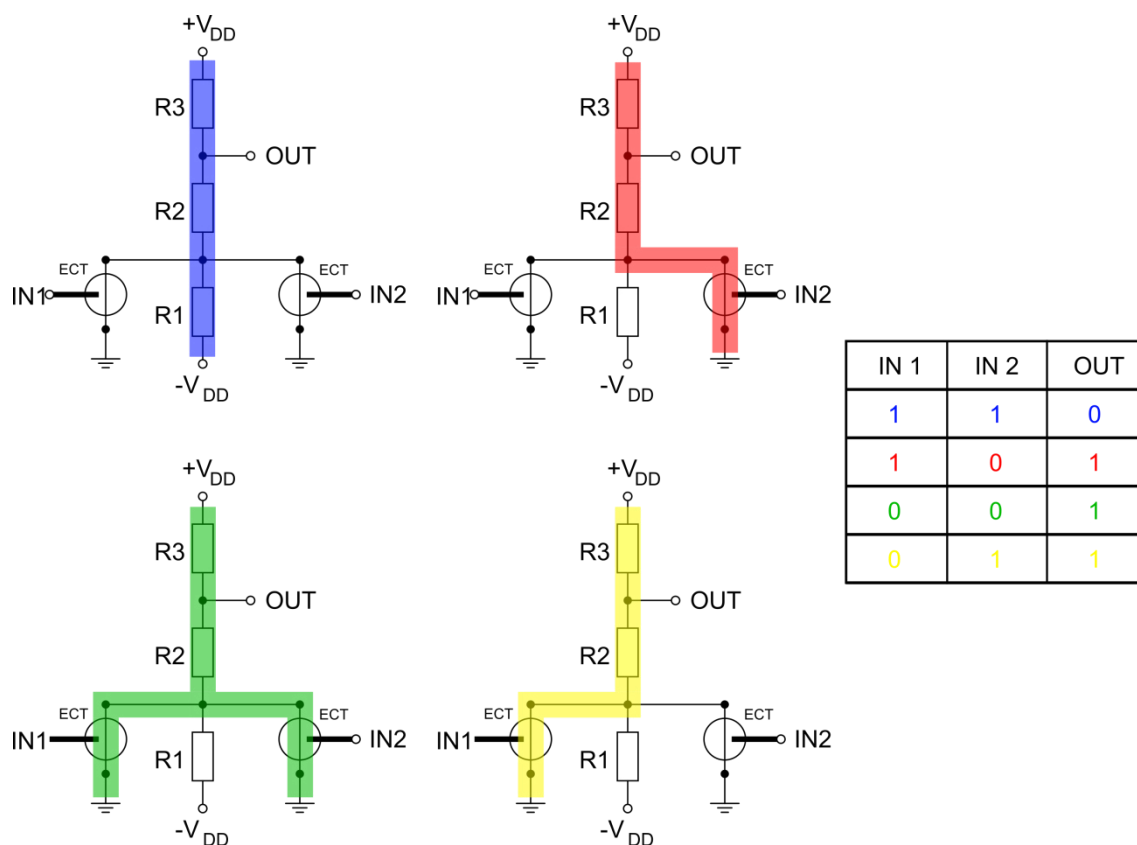 +VDD
R3
OUT
R2
ECT
ECT
IN1
IN2
R1
-VDD
+VDD
R3
OUT
R2
ECT
ECT
IN1
IN2
R1
-VDD
IN 1 IN 2 OUT
1 1 0
1 0 1
0 0 1
0 1 1
+VDD
R3
OUT
R2
ECT
ECT
IN1
IN2
R1
-VDD
+VDD
R3
OUT
R2
ECT
ECT
IN1
IN2
R1
-VDD